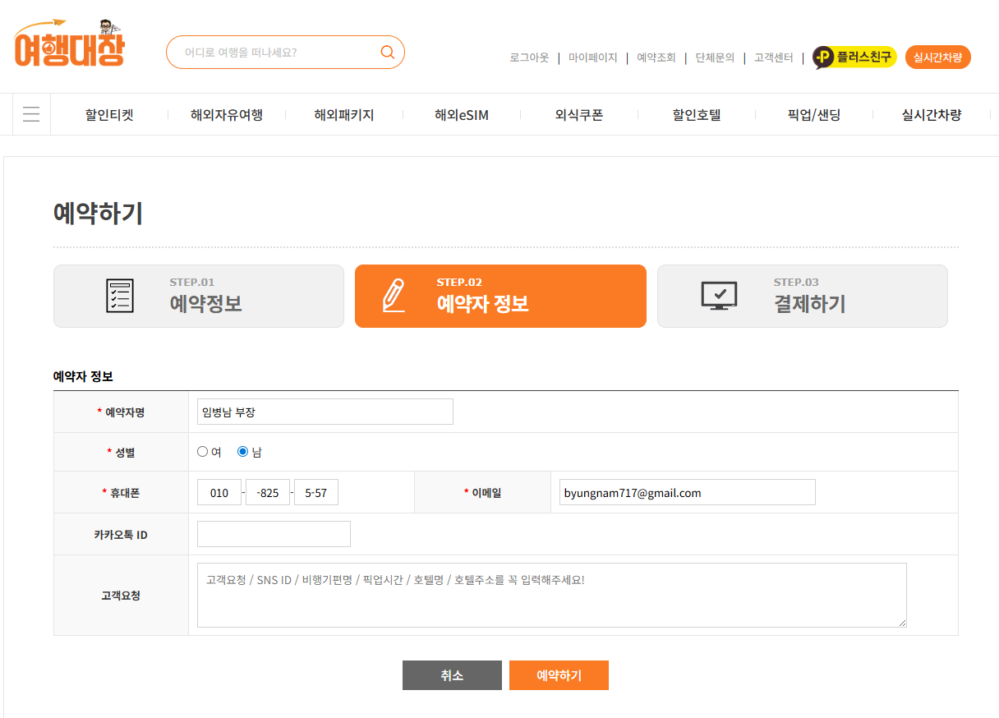 여행대장
어디로 여행을 떠나세요?
로그아웃 | 마이페이지 | 예약조회 | 단체문의 | 고객센터 | P 플러스친구 실시간차량
할인티켓 해외자유여행 해외패키지 해외eSIM 외식쿠폰 할인호텔 픽업/샌딩 실시간차량
예약하기
STEP.01
예약정보
STEP.02
예약자 정보
STEP.03
결제하기
예약자 정보
* 예약자명 임병남 부장
* 성별 여 남
* 휴대폰 010 - -825 - 5-57 * 이메일 byungnam717@gmail.com
카카오톡 ID
고객요청 고객요청 / SNS ID / 비행기편명 / 픽업시간 / 호텔명 / 호텔주소를 꼭 입력해주세요!
취소 예약하기